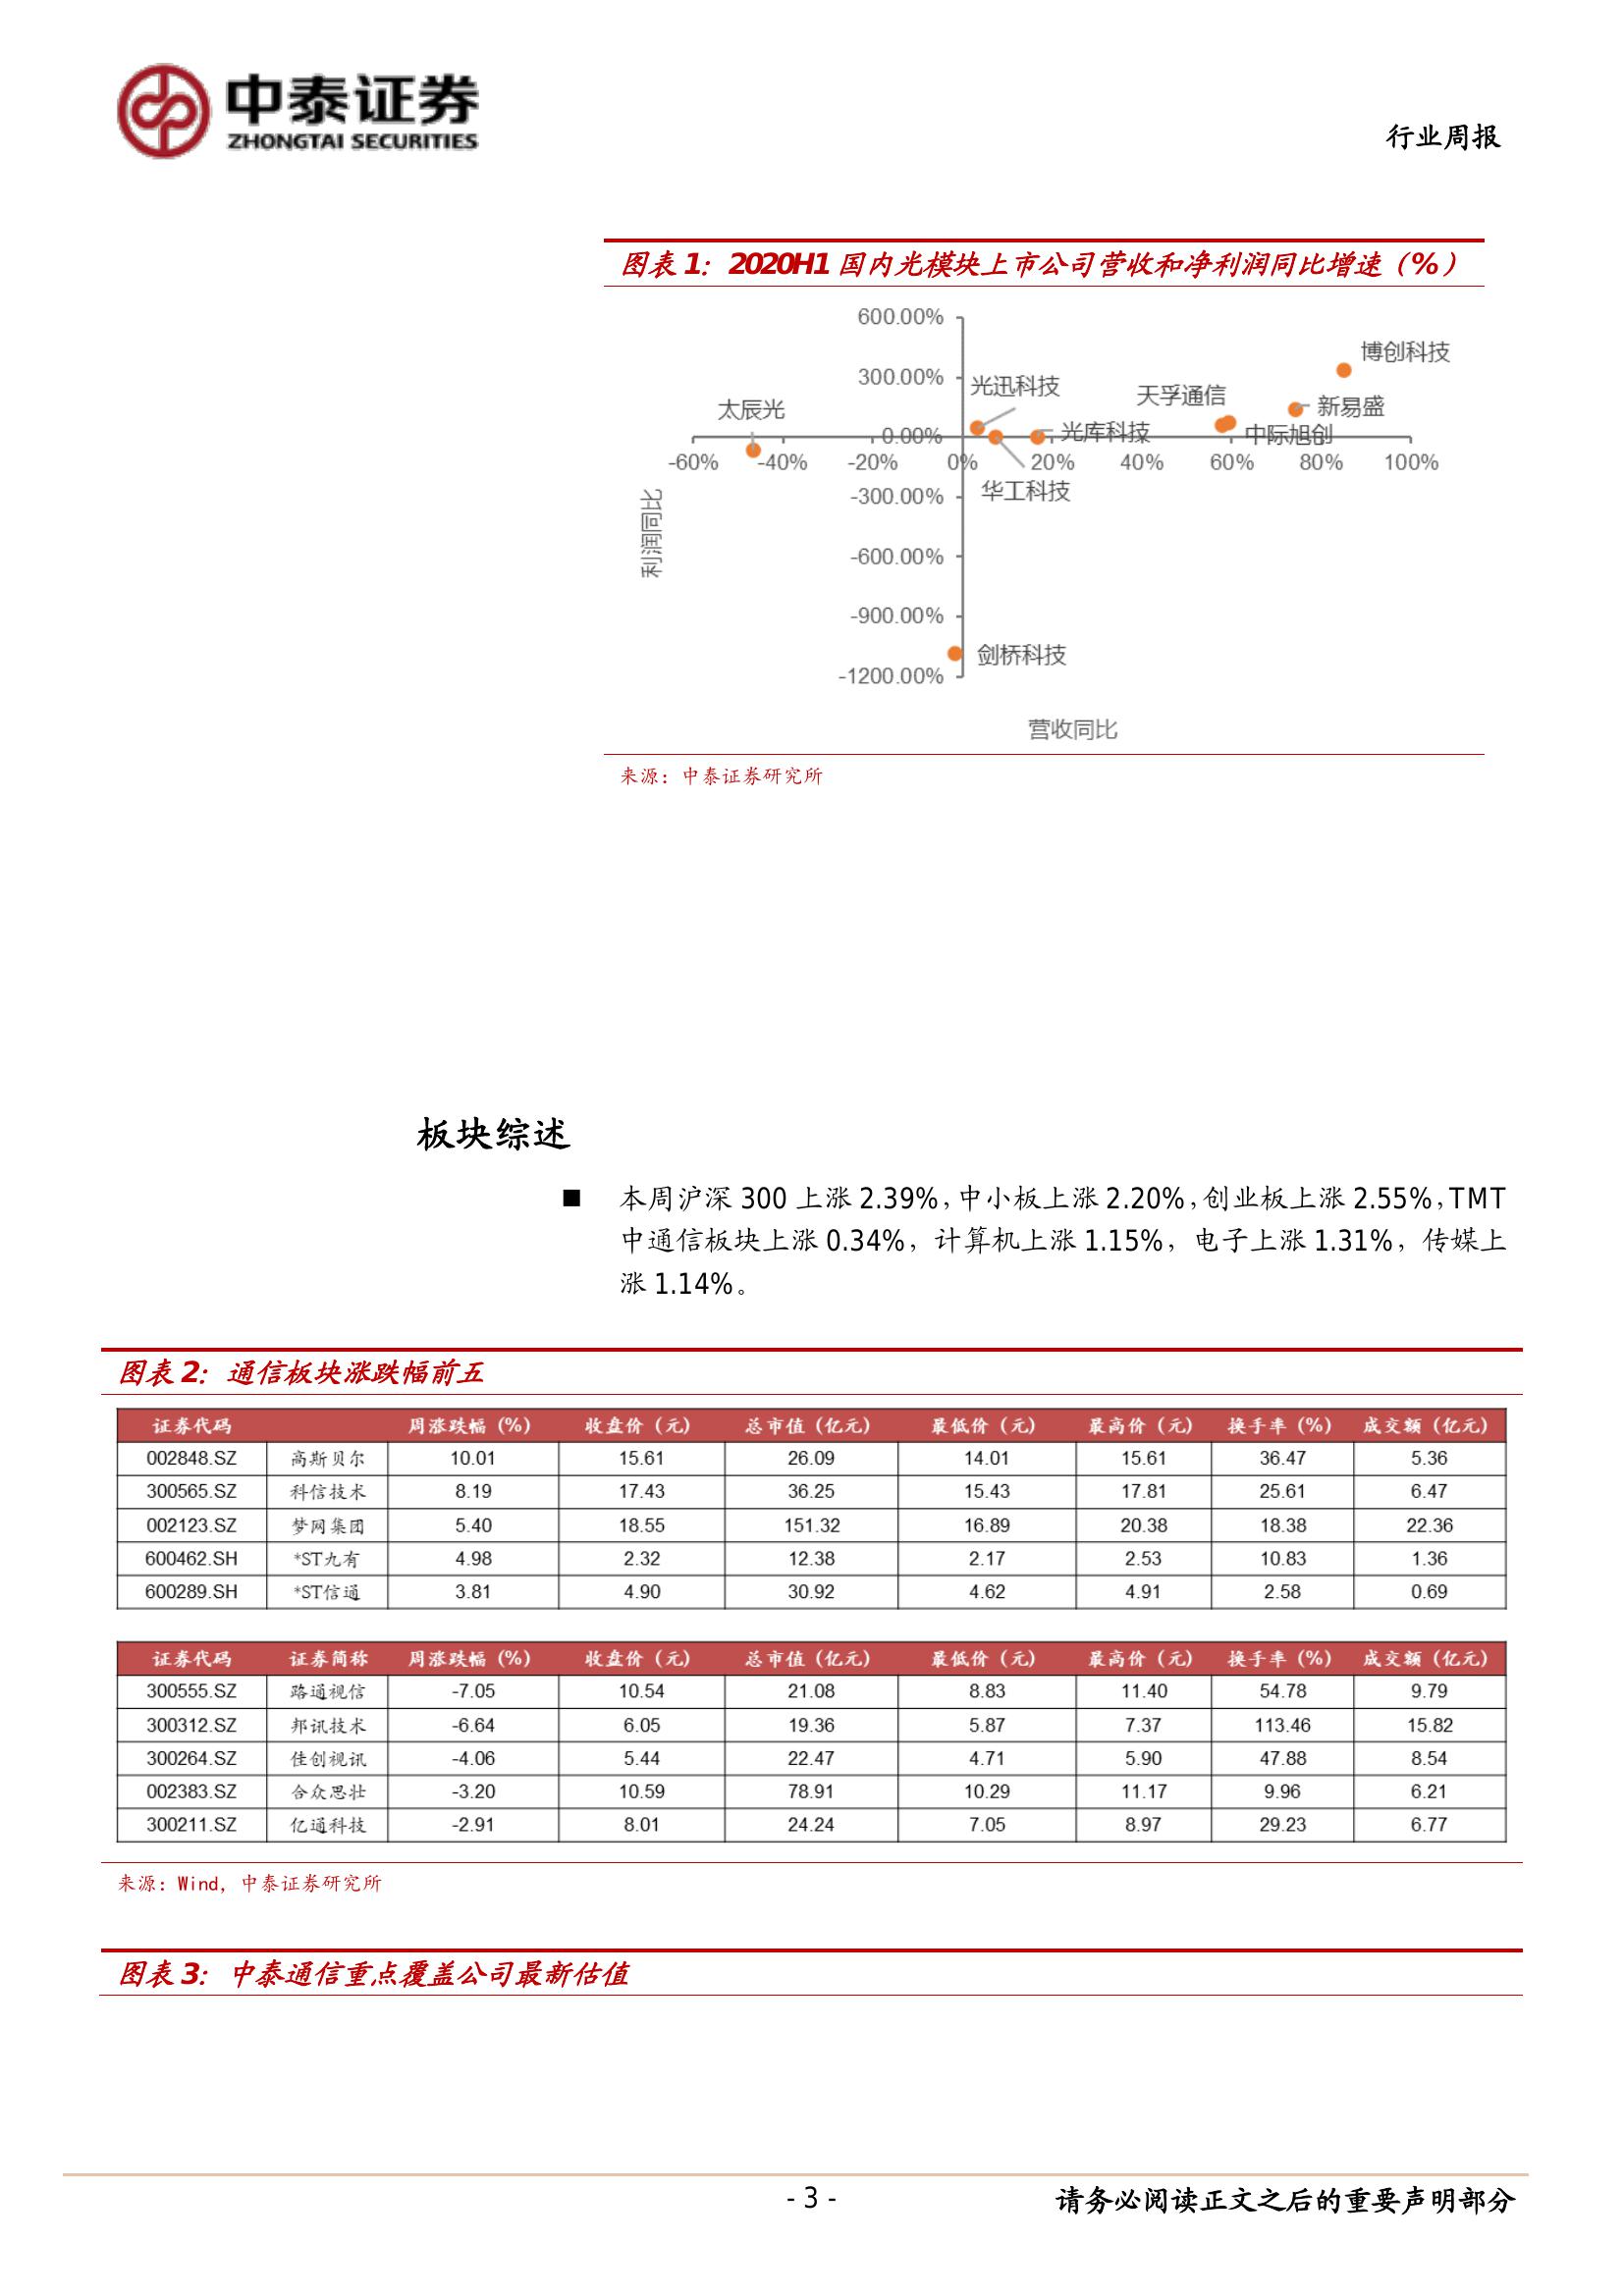 中泰证券
ZHONGTAI SECURITIES
行业周报
图表1：2020H1 国内光模块上市公司营收和净利润同比增速（%）
600.00%
300.00%
0.00%
-300.00%
-600.00%
-900.00%
-1200.00%
-60% -40% -20% 0% 20% 40% 60% 80% 100%
博创科技
光迅科技
天孚通信
新易盛
太辰光
光库科技
中际旭创
华工科技
剑桥科技
利润同比
营收同比
来源：中泰证券研究所
板块综述
■ 本周沪深 300 上涨 2.39%，中小板上涨 2.20%，创业板上涨 2.55%，TMT
中通信板块上涨 0.34%，计算机上涨 1.15%，电子上涨 1.31%，传媒上
涨 1.14%。
图表2：通信板块涨跌幅前五
证券代码 周涨跌幅（%） 收盘价（元） 总市值（亿元） 最低价（元） 最高价（元） 换手率（%） 成交额（亿元）
002848.SZ 高斯贝尔 10.01 15.61 26.09 14.01 15.61 36.47 5.36
300565.SZ 科信技术 8.19 17.43 36.25 15.43 17.81 25.61 6.47
002123.SZ 梦网集团 5.40 18.55 151.32 16.89 20.38 18.38 22.36
600462.SH *ST九有 4.98 2.32 12.38 2.17 2.53 10.83 1.36
600289.SH *ST信通 3.81 4.90 30.92 4.62 4.91 2.58 0.69
证券代码 证券简称 周涨跌幅（%） 收盘价（元） 总市值（亿元） 最低价（元） 最高价（元） 换手率（%） 成交额（亿元）
300555.SZ 路通视信 -7.05 10.54 21.08 8.83 11.40 54.78 9.79
300312.SZ 邦讯技术 -6.64 6.05 19.36 5.87 7.37 113.46 15.82
300264.SZ 佳创视讯 -4.06 5.44 22.47 4.71 5.90 47.88 8.54
002383.SZ 合众思壮 -3.20 10.59 78.91 10.29 11.17 9.96 6.21
300211.SZ 亿通科技 -2.91 8.01 24.24 7.05 8.97 29.23 6.77
来源：Wind，中泰证券研究所
图表3：中泰通信重点覆盖公司最新估值
- 3 -
请务必阅读正文之后的重要声明部分